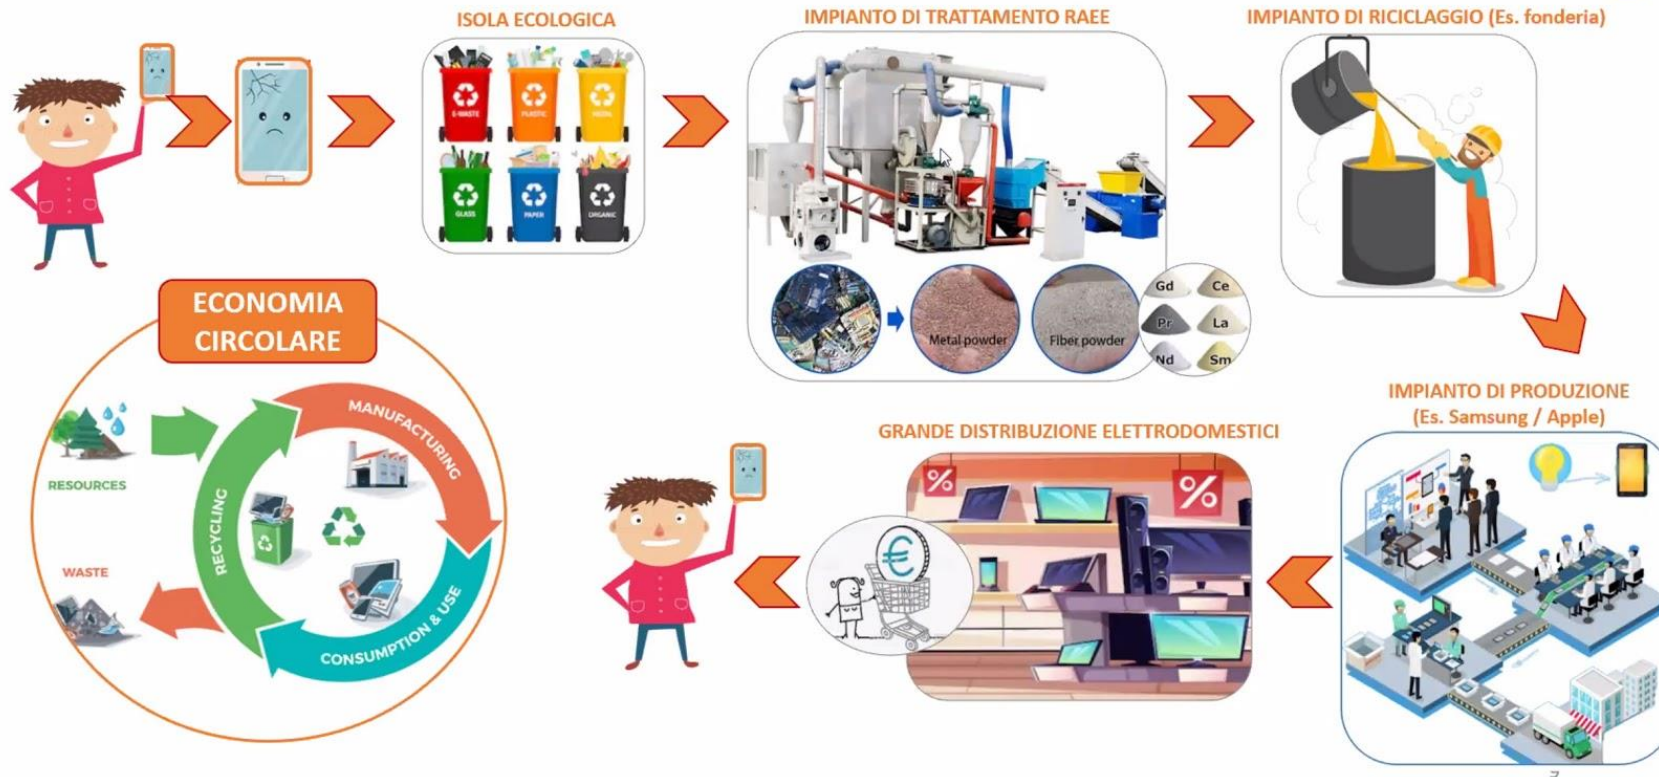 ISOLA ECOLOGICA
IMPIANTO DI TRATTAMENTO RAEE
IMPIANTO DI RICICLAGGIO (Es. fonderia)
E-WASTE
PLASTIC
METAL
GLASS
PAPER
ORGANIC
Metal powder
Fiber powder
Gd
Ce
Pr
La
Nd
Sm
ECONOMIA
CIRCOLARE
RESOURCES
WASTE
RECYCLING
MANUFACTURING
CONSUMPTION & USE
GRANDE DISTRIBUZIONE ELETTRODOMESTICI
%
%
€
IMPIANTO DI PRODUZIONE
(Es. Samsung / Apple)